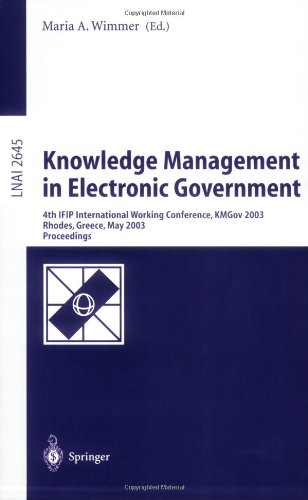 Maria A. Wimmer (Ed.)
LNAI 2645
Knowledge Management
in Electronic Government
4th IFIP International Working Conference, KMGov 2003
Rhodes, Greece, May 2003
Proceedings
Springer